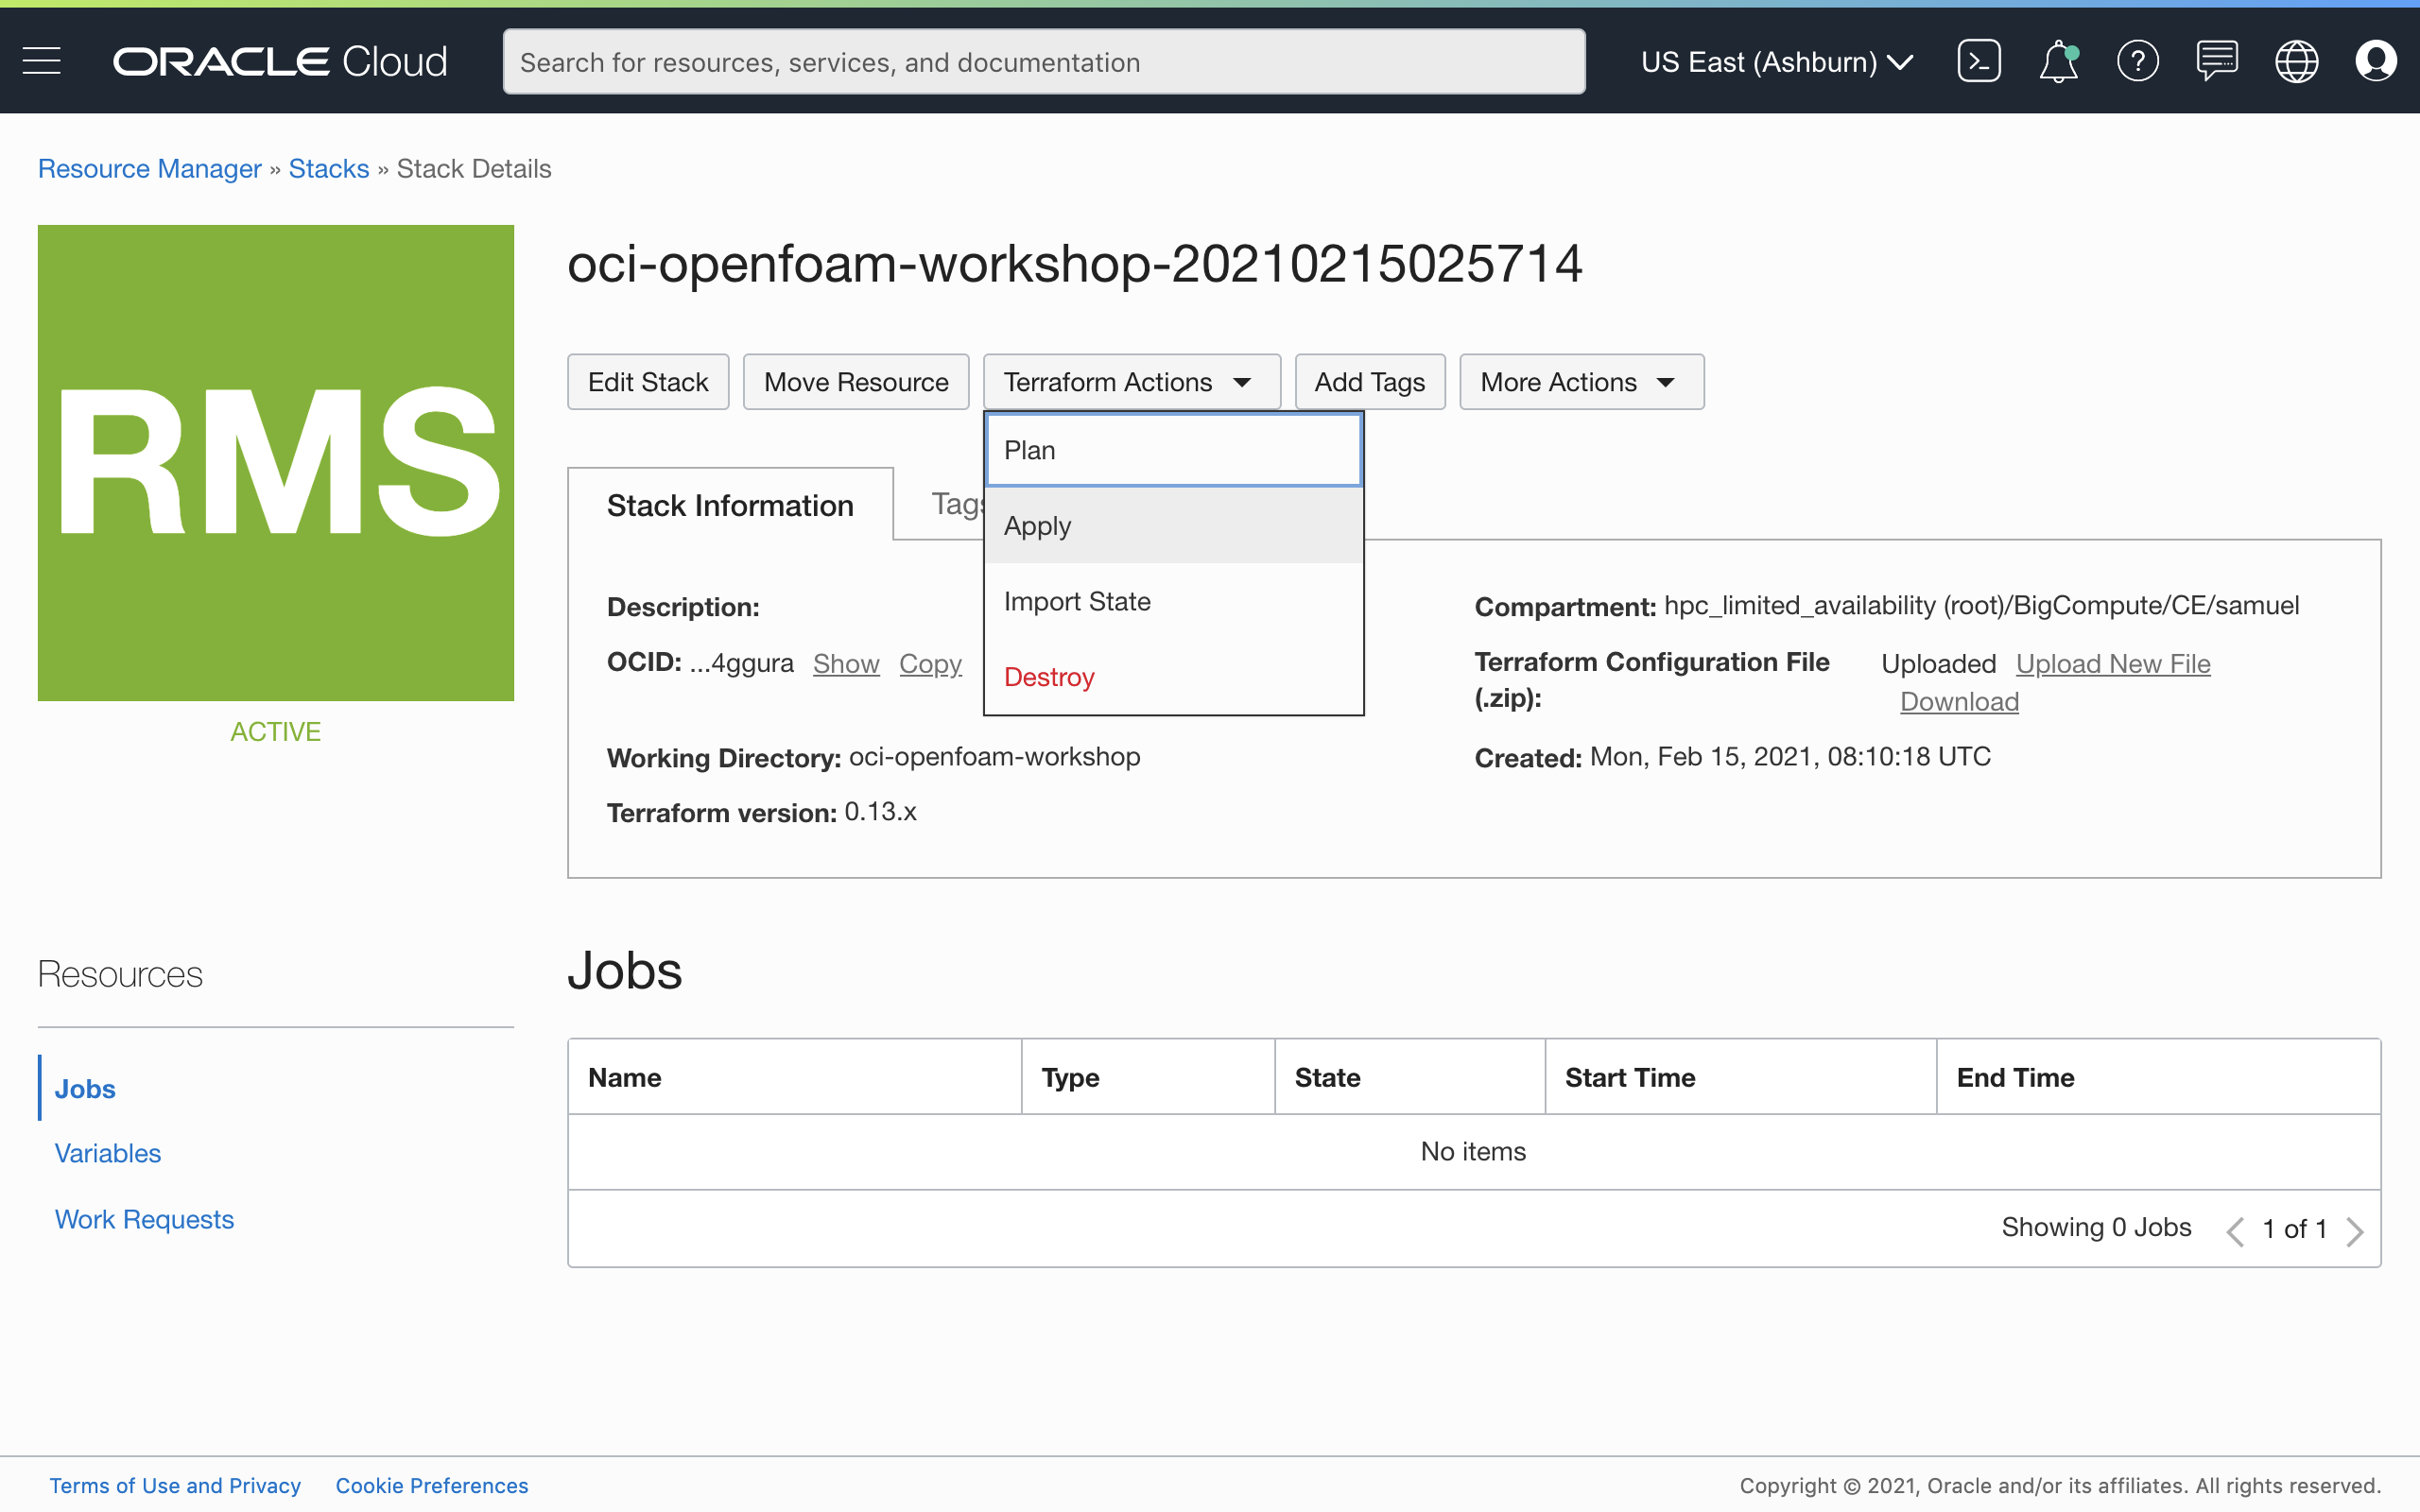 ORACLE Cloud
Search for resources, services, and documentation
US East (Ashburn)
Resource Manager » Stacks » Stack Details
RMS
ACTIVE
oci-openfoam-workshop-20210215025714
Edit Stack
Move Resource
Terraform Actions
Add Tags
More Actions
Plan
Apply
Import State
Destroy
Stack Information
Tags
Description:
OCID: ...4ggura Show Copy
Working Directory: oci-openfoam-workshop
Terraform version: 0.13.x
Compartment: hpc_limited_availability (root)/BigCompute/CE/samuel
Terraform Configuration File Uploaded Upload New File
(.zip): Download
Created: Mon, Feb 15, 2021, 08:10:18 UTC
Resources
Jobs
Variables
Work Requests
Jobs
Name Type State Start Time End Time
No items
Showing 0 Jobs 1 of 1
Terms of Use and Privacy Cookie Preferences
Copyright © 2021, Oracle and/or its affiliates. All rights reserved.